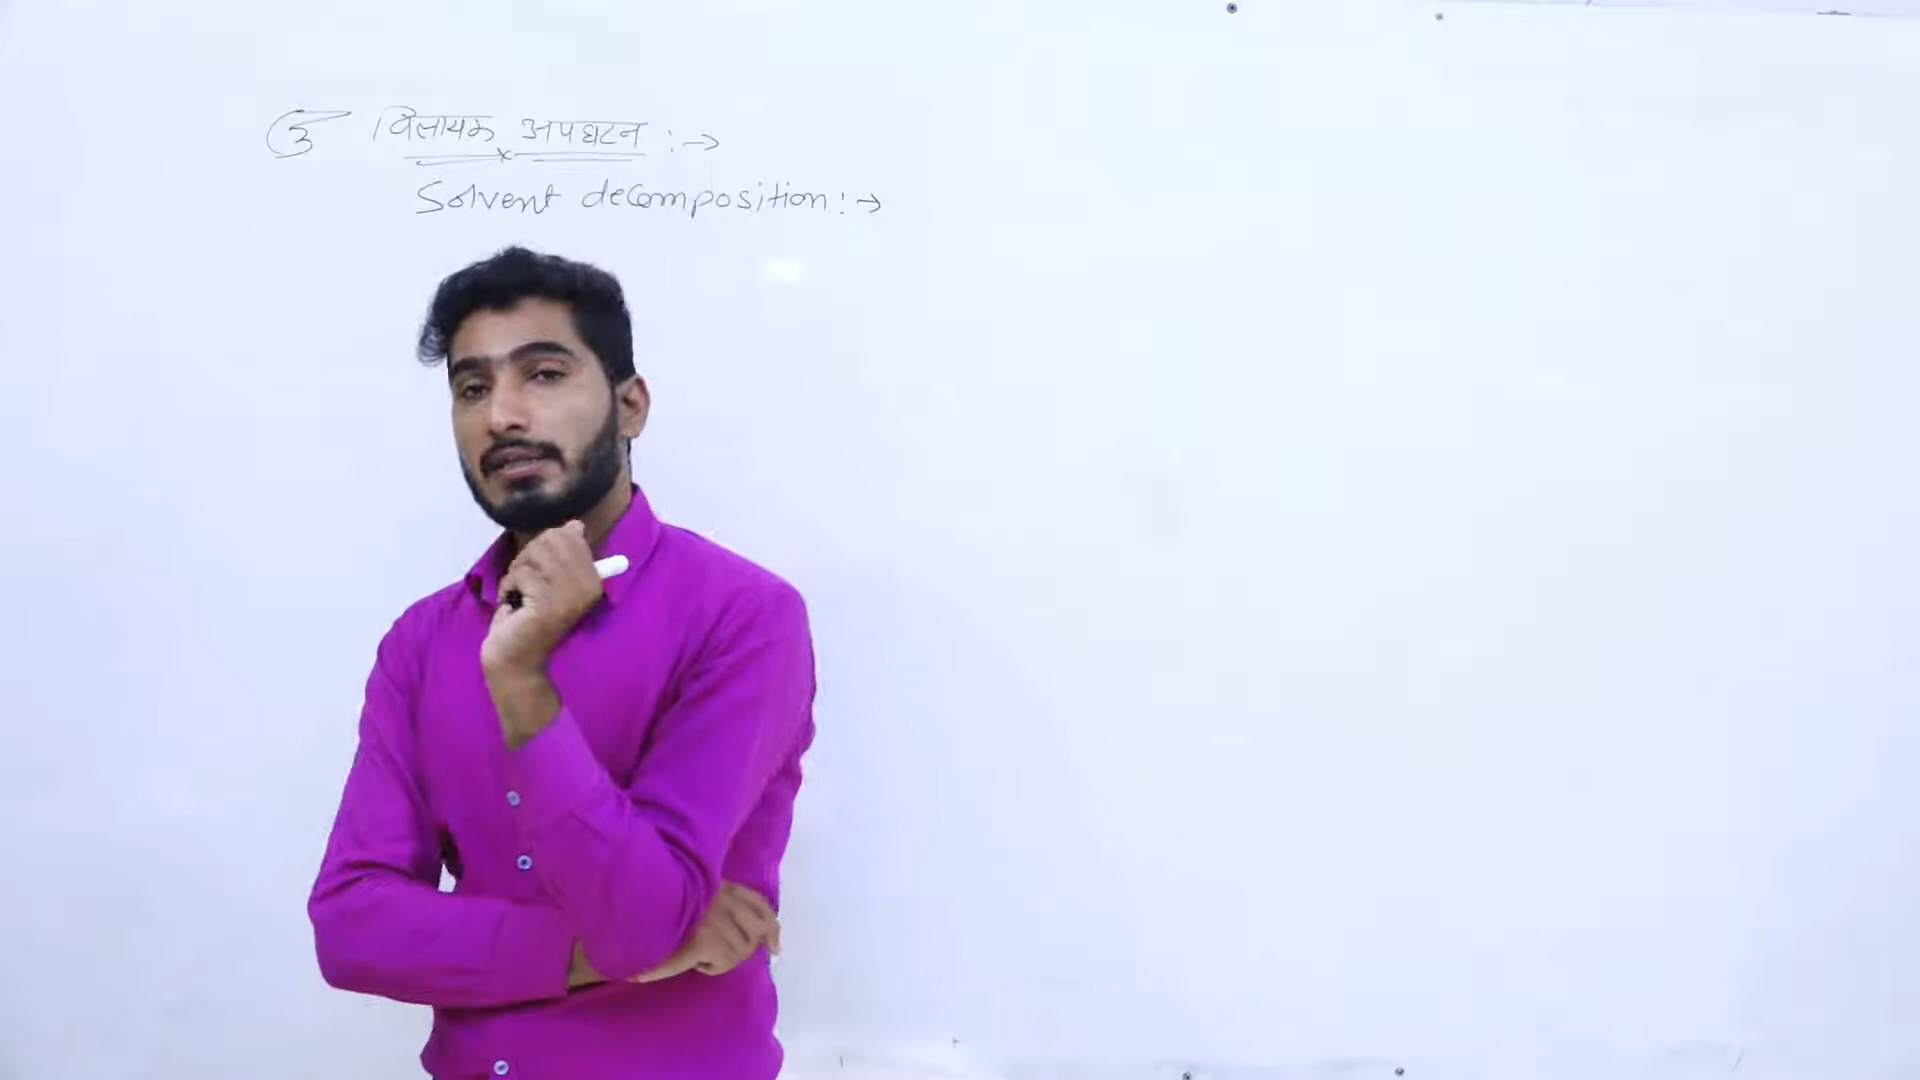 3 विलायक अपघटन :→
Solvent decomposition :→